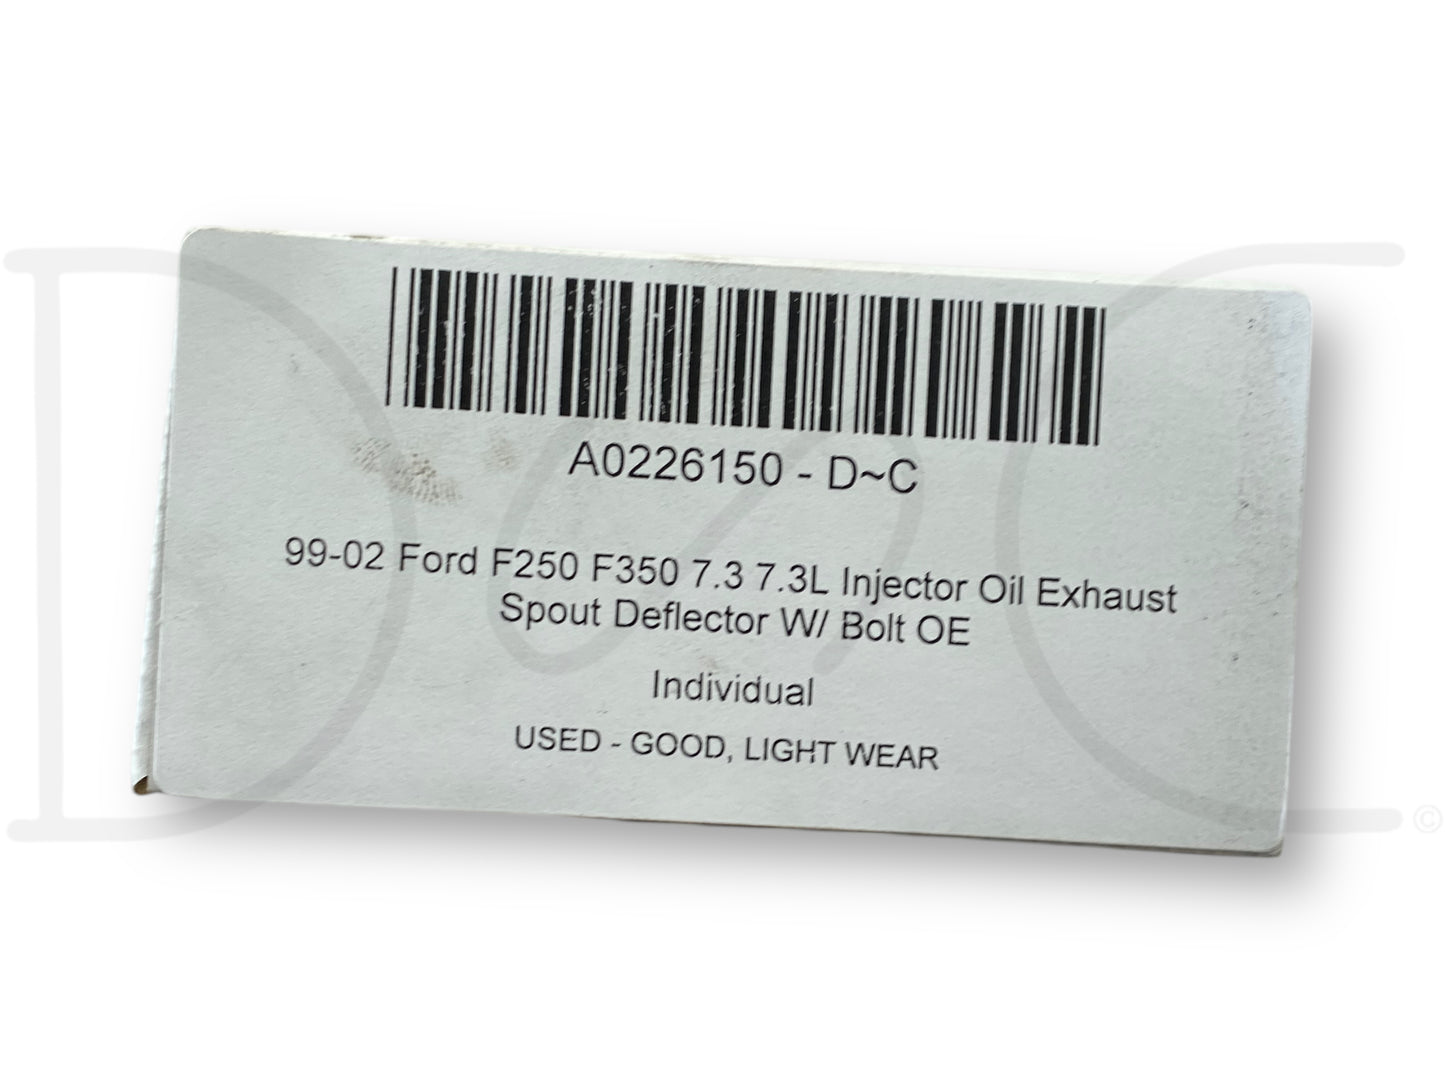 A0226150 - D~C
99-02 Ford F250 F350 7.3 7.3L Injector Oil Exhaust
Spout Deflector W/ Bolt OE
Individual
USED - GOOD, LIGHT WEAR
DnC ©